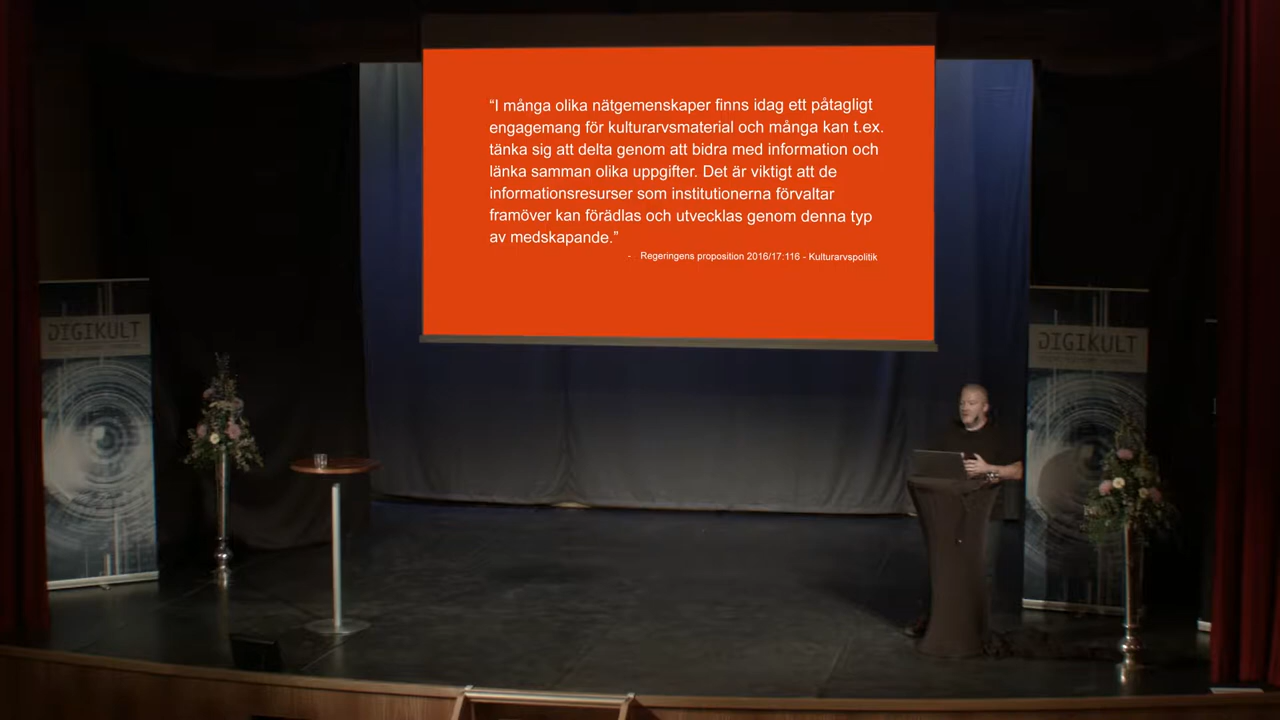 “I många olika nätgemenskaper finns idag ett påtagligt
engagemang för kulturarvsmaterial och många kan t.ex.
tänka sig att delta genom att bidra med information och
länka samman olika uppgifter. Det är viktigt att de
informationsresurser som institutionerna förvaltar
framöver kan förädlas och utvecklas genom denna typ
av medskapande.”
- Regeringens proposition 2016/17:116 - Kulturarvspolitik
DIGIKULT
DIGIKULT